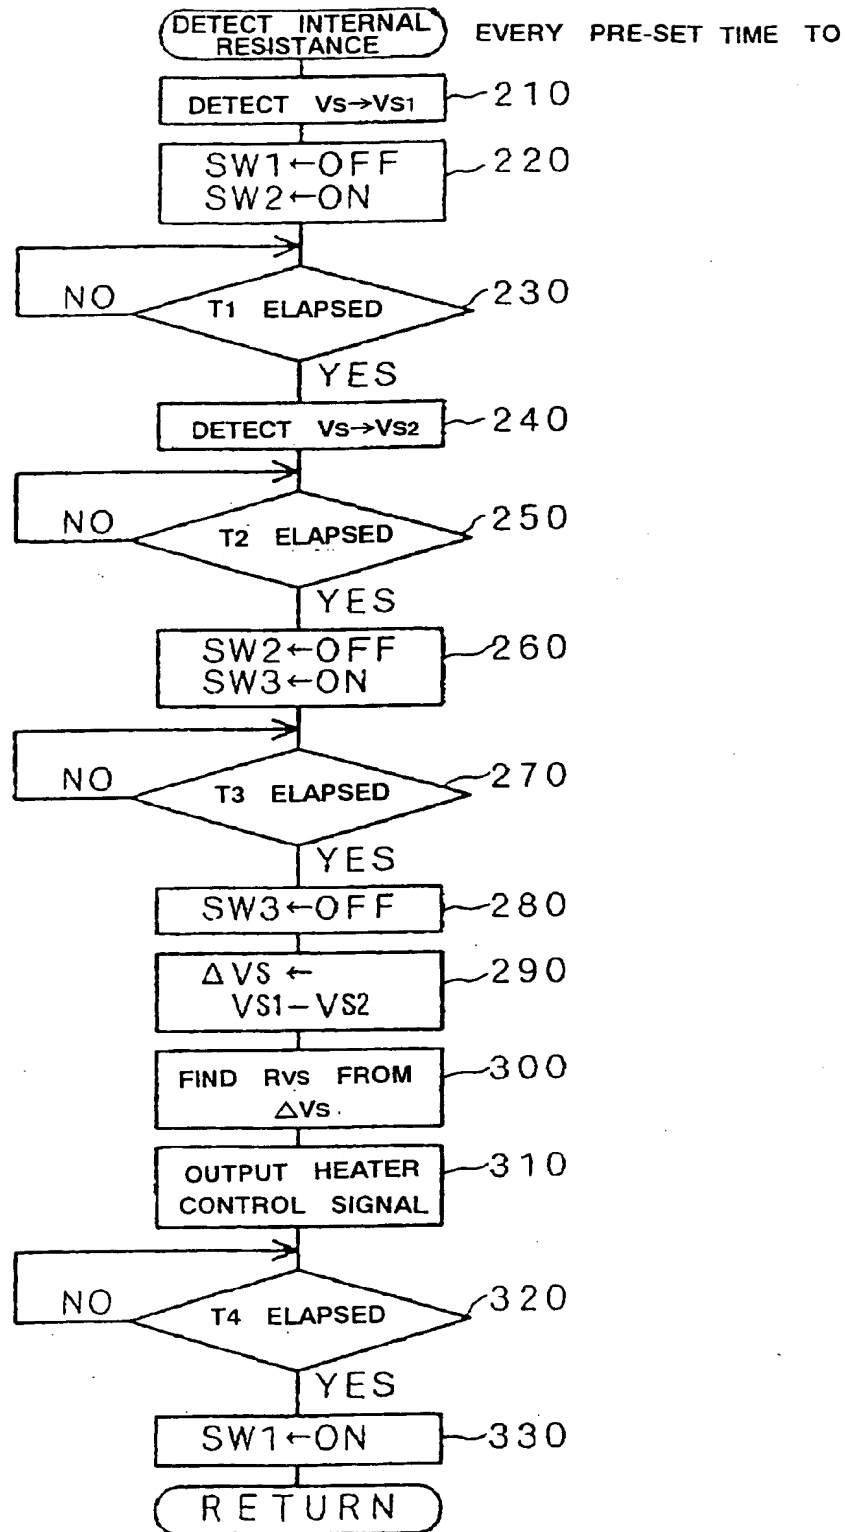 DETECT INTERNAL
RESISTANCE
EVERY PRE-SET TIME TO
DETECT Vs→Vs1
210
SW1←OFF
SW2←ON
220
NO
T1 ELAPSED
230
YES
DETECT Vs→Vs2
240
NO
T2 ELAPSED
250
YES
SW2←OFF
SW3←ON
260
NO
T3 ELAPSED
270
YES
SW3←OFF
280
ΔVS←
VS1−VS2
290
FIND RVS FROM
ΔVs
300
OUTPUT HEATER
CONTROL SIGNAL
310
NO
T4 ELAPSED
320
YES
SW1←ON
330
RETURN